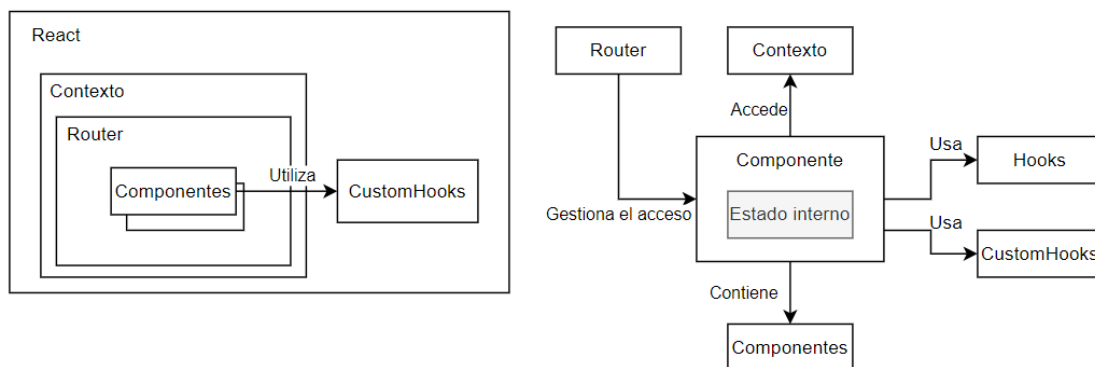 React
Contexto
Router
Componentes
Utiliza
CustomHooks
Router
Contexto
Accede
Componente
Estado interno
Gestiona el acceso
Usa
Hooks
Usa
CustomHooks
Contiene
Componentes